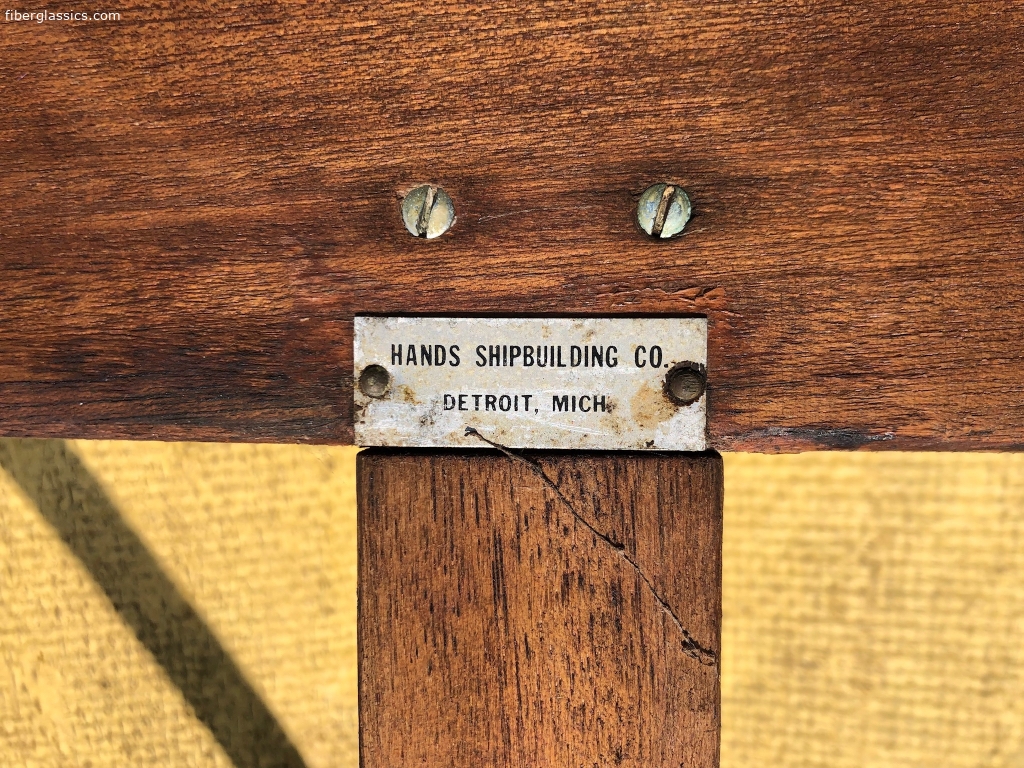 fiberglassics.com
HANDS SHIPBUILDING CO.
DETROIT, MICH.